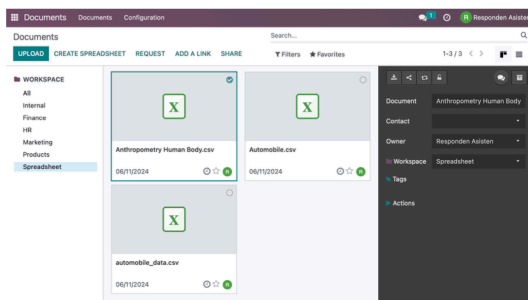 Documents Documents Configuration 1 R Responden Asisten
Documents Search...
UPLOAD CREATE SPREADSHEET REQUEST ADD A LINK SHARE Filters Favorites 1-3 / 3
WORKSPACE
All
Internal
Finance
HR
Marketing
Products
Spreadsheet
X
Anthropometry Human Body.csv
06/11/2024 R
X
Automobile.csv
06/11/2024 R
X
automobile_data.csv
06/11/2024 R
Document Anthropometry Human Body
Contact
Owner Responden Asisten
Workspace Spreadsheet
Tags
Actions